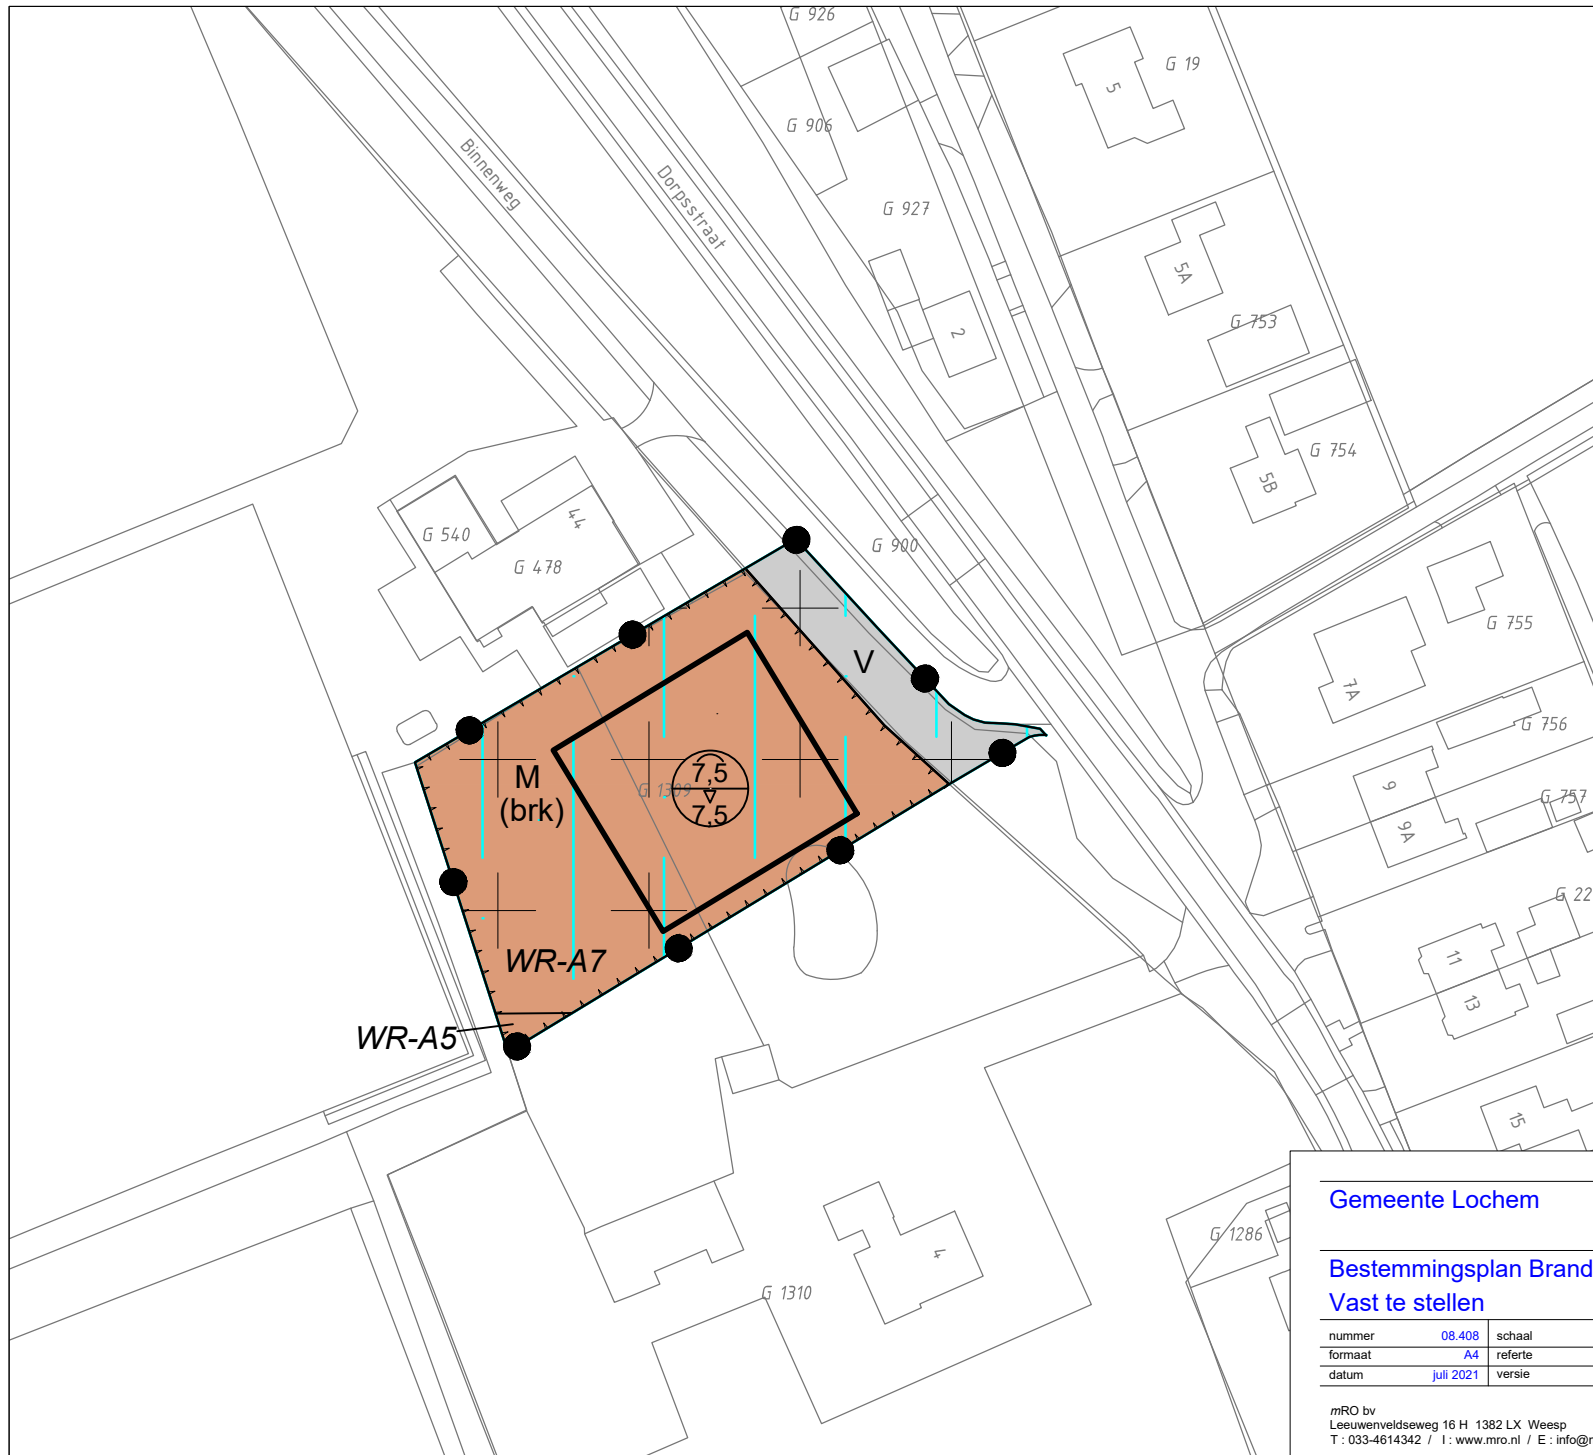 G 926
G 19
5
G 906
Binnenweg
Dorpsstraat
G 927
5A
G 753
2
G 754
5B
44
G 540
G 900
G 478
G 755
V
7A
G 756
M
(brk)
7,5
G 1309
7,5
9
G 757
9A
G 22
WR-A7
11
13
WR-A5
15
Gemeente Lochem
G 1286
4
Bestemmingsplan Brand
G 1310
Vast te stellen
nummer 08.408 schaal
formaat A4 referte
datum juli 2021 versie
mRO bv
Leeuwenveldseweg 16 H 1382 LX Weesp
T : 033-4614342 / I : www.mro.nl / E : info@